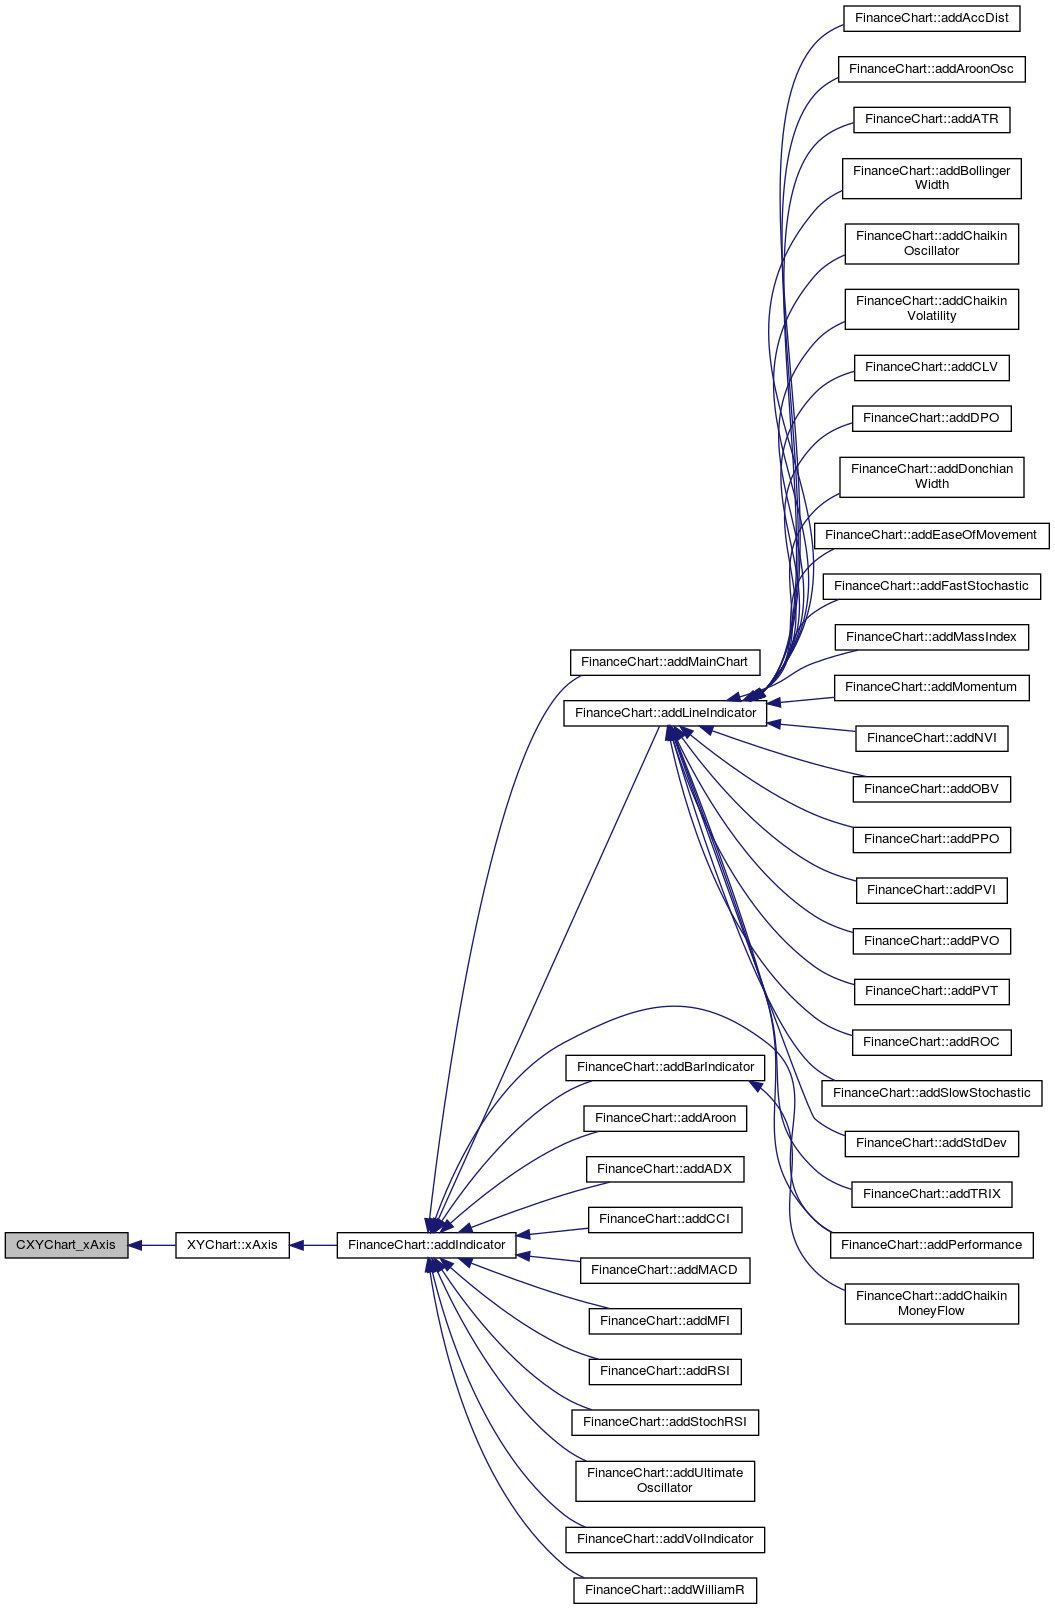 FinanceChart::addAccDist
FinanceChart::addAroonOsc
FinanceChart::addATR
FinanceChart::addBollinger
Width
FinanceChart::addChaikin
Oscillator
FinanceChart::addChaikin
Volatility
FinanceChart::addCLV
FinanceChart::addDPO
FinanceChart::addDonchian
Width
FinanceChart::addEaseOfMovement
FinanceChart::addFastStochastic
FinanceChart::addMassIndex
FinanceChart::addMainChart
FinanceChart::addMomentum
FinanceChart::addLineIndicator
FinanceChart::addNVI
FinanceChart::addOBV
FinanceChart::addPPO
FinanceChart::addPVI
FinanceChart::addPVO
FinanceChart::addPVT
FinanceChart::addROC
FinanceChart::addBarIndicator
FinanceChart::addSlowStochastic
FinanceChart::addAroon
FinanceChart::addStdDev
FinanceChart::addADX
FinanceChart::addTRIX
FinanceChart::addCCI
CXYChart_xAxis
XYChart::xAxis
FinanceChart::addIndicator
FinanceChart::addPerformance
FinanceChart::addMACD
FinanceChart::addChaikin
MoneyFlow
FinanceChart::addMFI
FinanceChart::addRSI
FinanceChart::addStochRSI
FinanceChart::addUltimate
Oscillator
FinanceChart::addVolIndicator
FinanceChart::addWilliamR